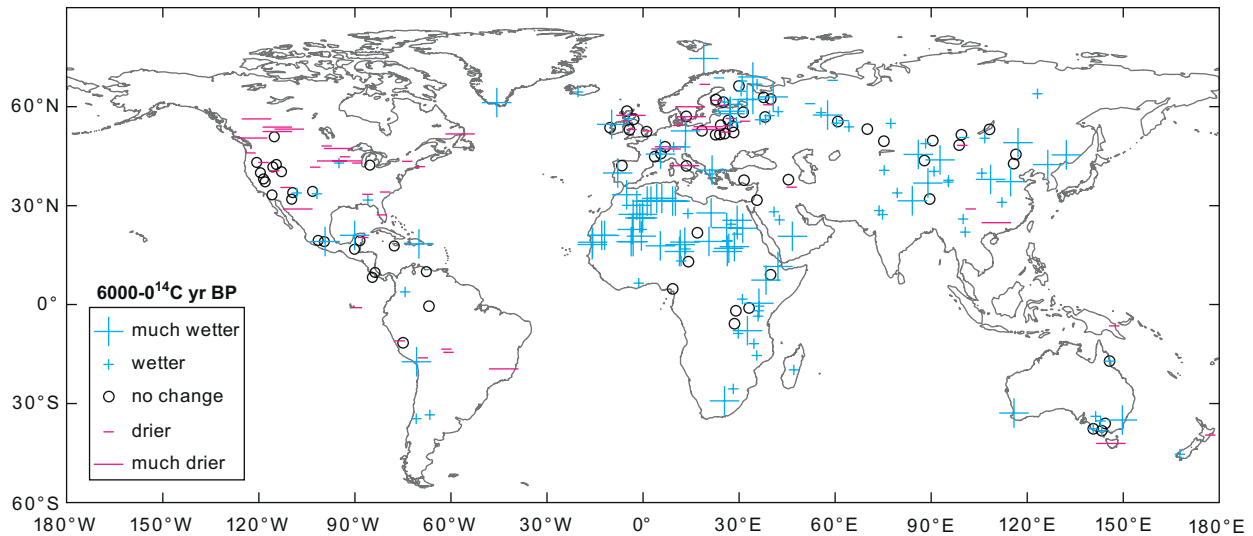 60°N
30°N
0°
30°S
60°S
6000-0¹⁴C yr BP
much wetter
wetter
no change
drier
much drier
180°W 150°W 120°W 90°W 60°W 30°W 0° 30°E 60°E 90°E 120°E 150°E 180°E